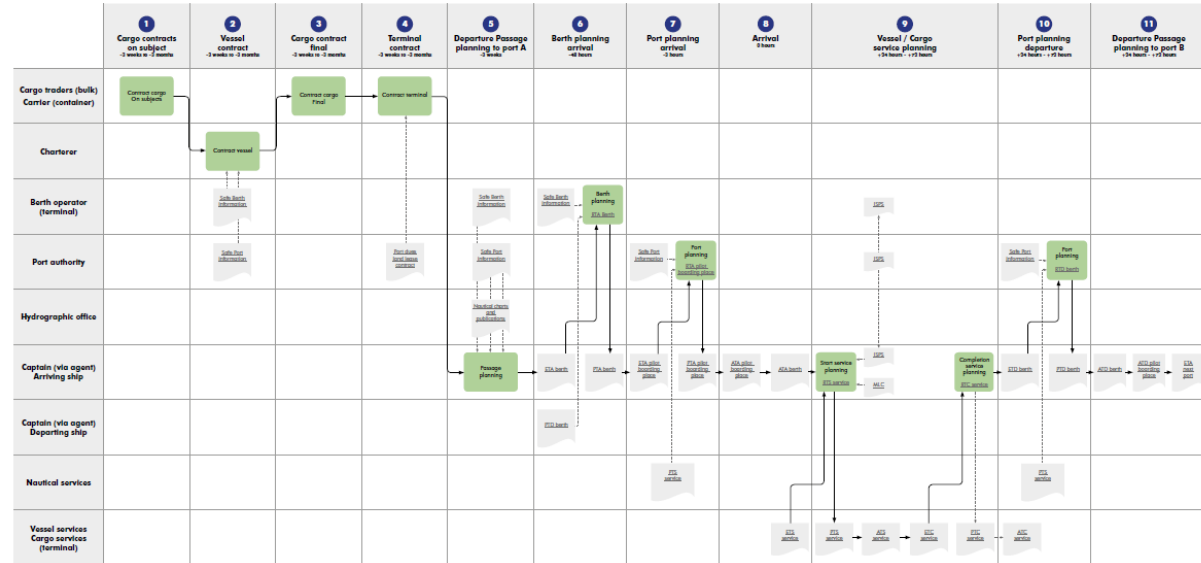 1
Cargo contracts
on subject
2
Vessel
contract
3
Cargo contract
final
4
Terminal
contract
5
Departure Passage
planning to port A
6
Berth planning
arrival
7
Port planning
arrival
8
Arrival
0 hours
9
Vessel / Cargo
service planning
10
Port planning
departure
11
Departure Passage
planning to port B
Cargo traders (bulk)
Carrier (container)
Contract cargo
On subjects
Contract cargo
Final
Contract terminal
Charterer
Contract vessel
Berth operator
(terminal)
Safe Berth
Information
Safe Berth
Information
Safe Berth
Information
Berth
planning
ETA Berth
ISPS
Port authority
Safe Port
Information
Port dues
land lease
contract
Safe Port
Information
Safe Port
Information
Port
planning
ETA pilot
boarding place
ISPS
Safe Port
Information
Port
planning
ETD berth
Hydrographic office
Nautical charts
and
publications
Captain (via agent)
Arriving ship
Passage
planning
ETA berth
PTA berth
ETA pilot
boarding
place
PTA pilot
boarding
place
ATA pilot
boarding
place
ATA berth
Start service
planning
ETS service
ISPS
MLC
Completion
service
planning
ETC service
ETD berth
PTD berth
ATD berth
ATD pilot
boarding
place
ETA
next
port
Captain (via agent)
Departing ship
PTD berth
Nautical services
PTS
service
PTS
service
Vessel services
Cargo services
(terminal)
ETS
service
PTS
service
ATS
service
ETC
service
PTC
service
ATC
service